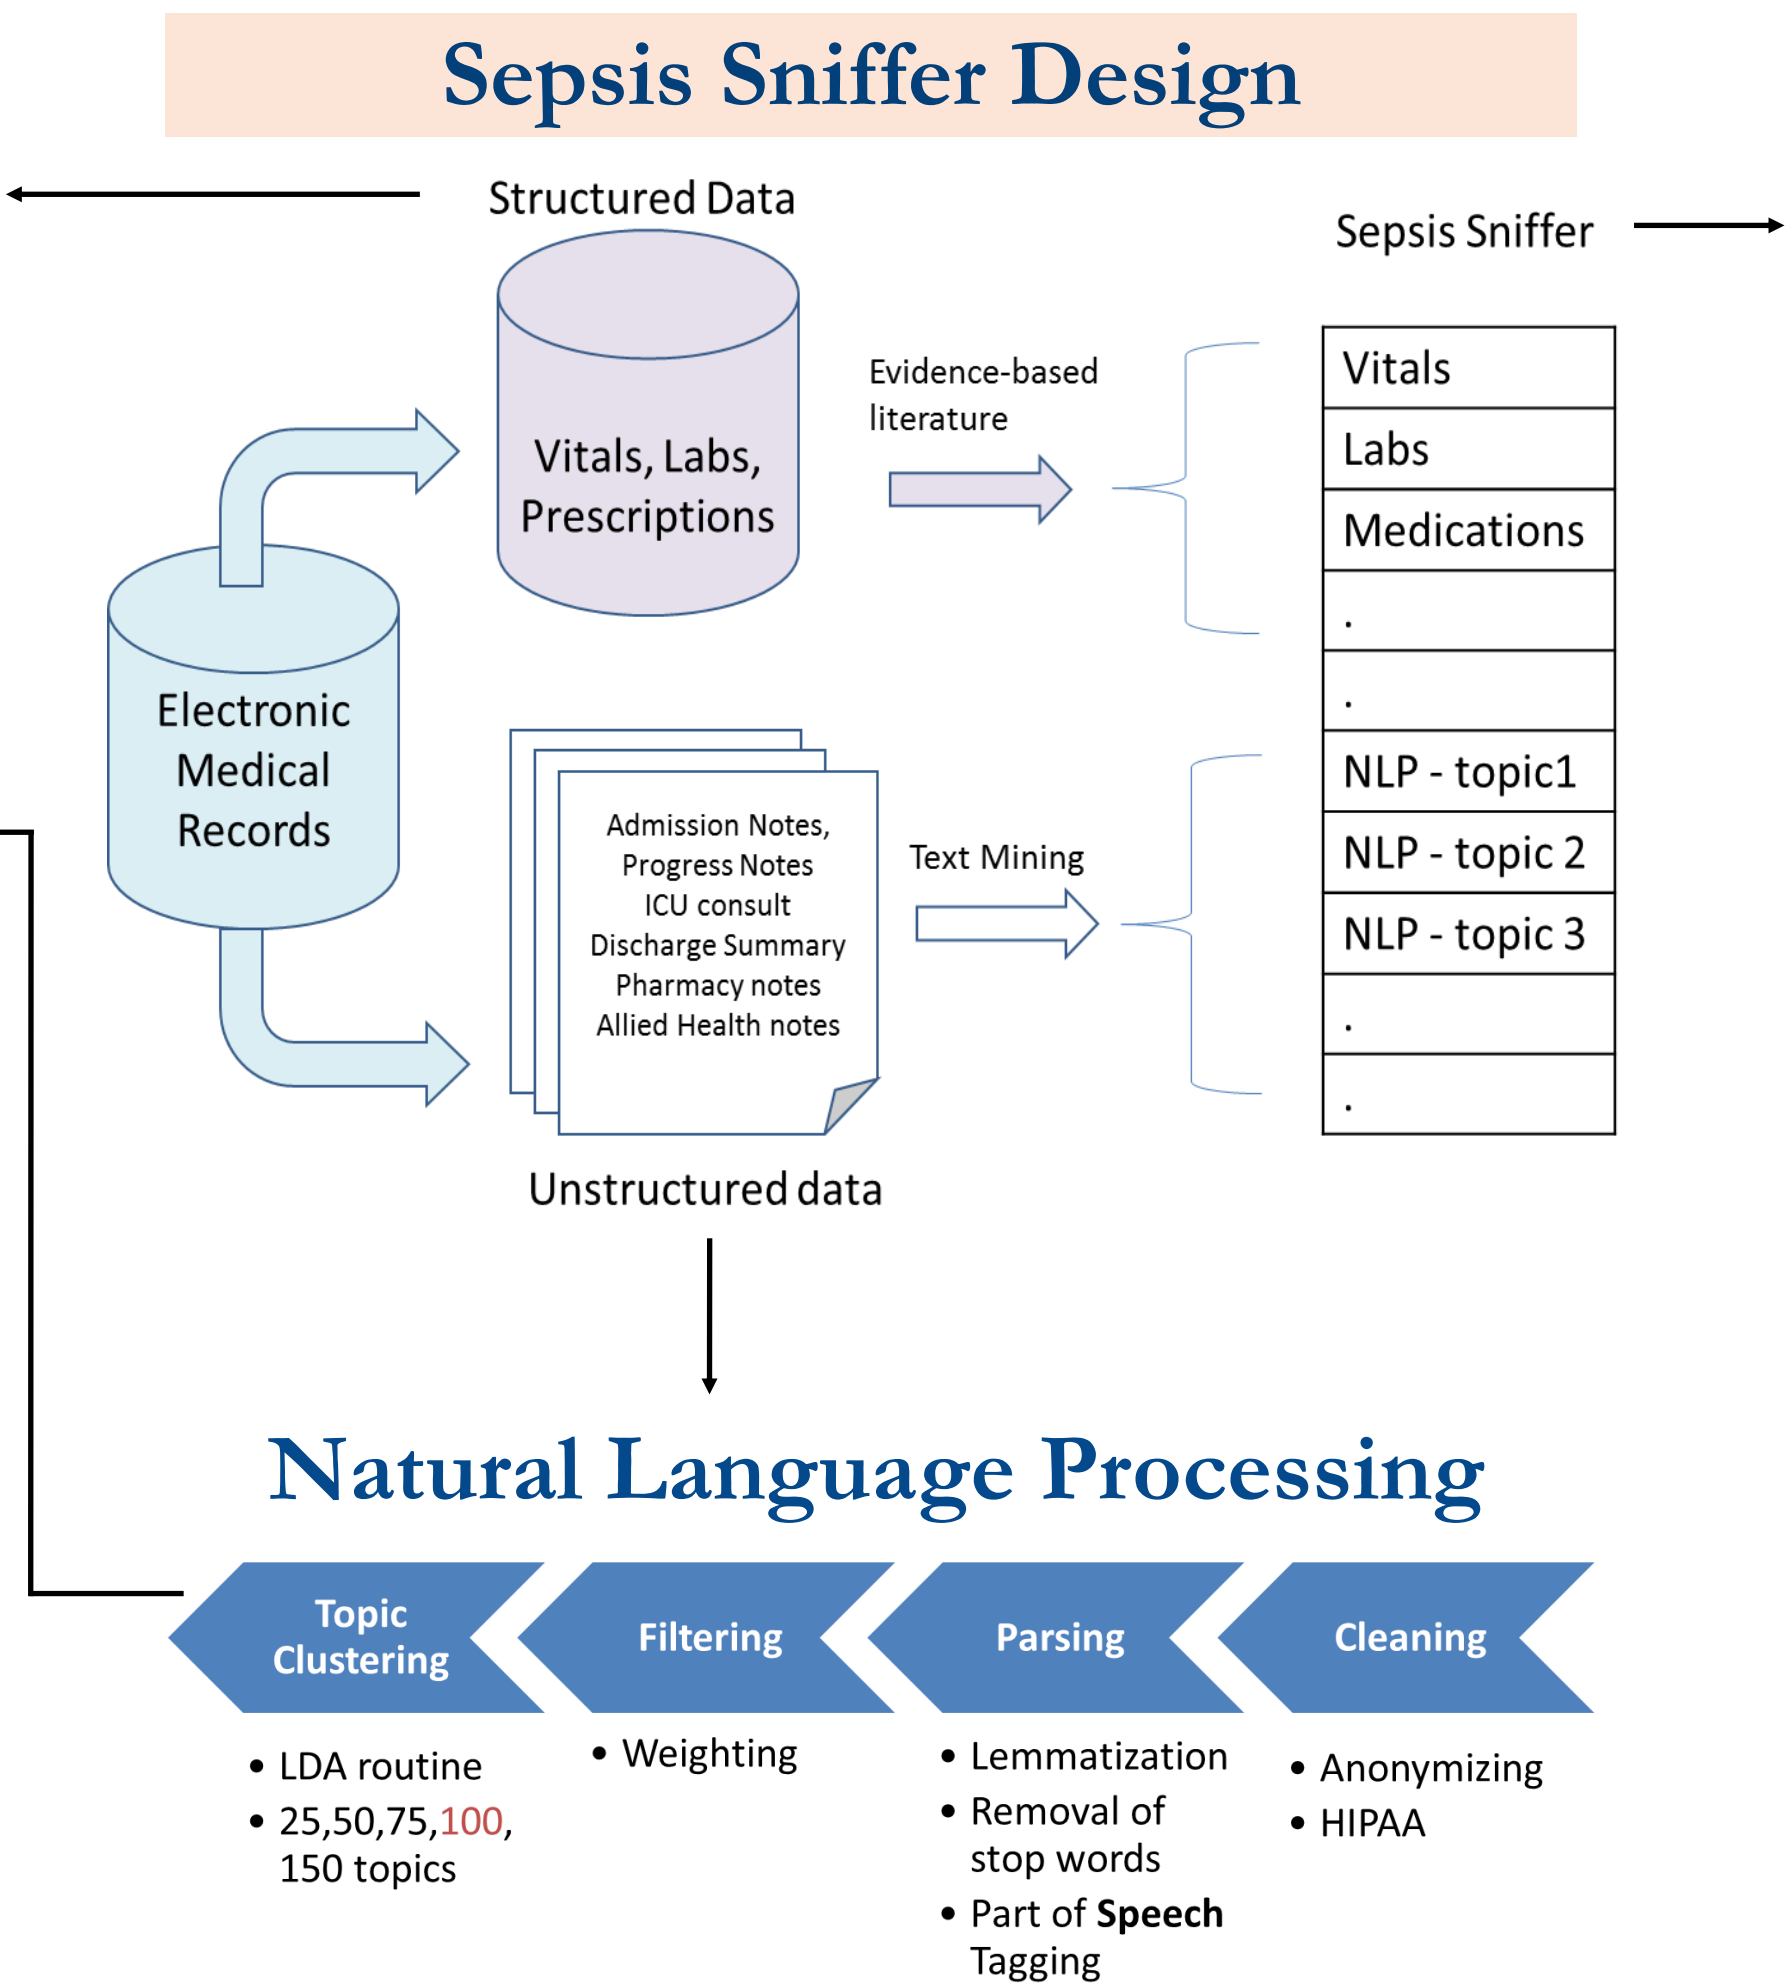 Sepsis Sniffer Design
Structured Data
Vitals, Labs,
Prescriptions
Evidence-based
literature
Sepsis Sniffer
Vitals
Labs
Medications
.
.
NLP - topic1
NLP - topic 2
NLP - topic 3
.
.
Electronic
Medical
Records
Admission Notes,
Progress Notes
ICU consult
Discharge Summary
Pharmacy notes
Allied Health notes
Text Mining
Unstructured data
Natural Language Processing
Topic
Clustering
• LDA routine
• 25,50,75,100,
150 topics
Filtering
• Weighting
Parsing
• Lemmatization
• Removal of
stop words
• Part of Speech
Tagging
Cleaning
• Anonymizing
• HIPAA